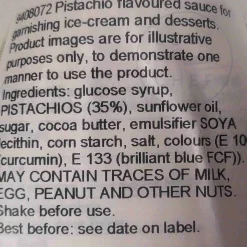 9408072 Pistachio flavoured sauce for
garnishing ice-cream and desserts.
Product images are for illustrative
purposes only, to demonstrate one
manner to use the product.
Ingredients: glucose syrup,
PISTACHIOS (35%), sunflower oil,
sugar, cocoa butter, emulsifier SOYA
lecithin, corn starch, salt, colours (E 10
curcumin), E 133 (brilliant blue FCF)).
MAY CONTAIN TRACES OF MILK,
EGG, PEANUT AND OTHER NUTS.
Shake before use.
Best before: see date on label.